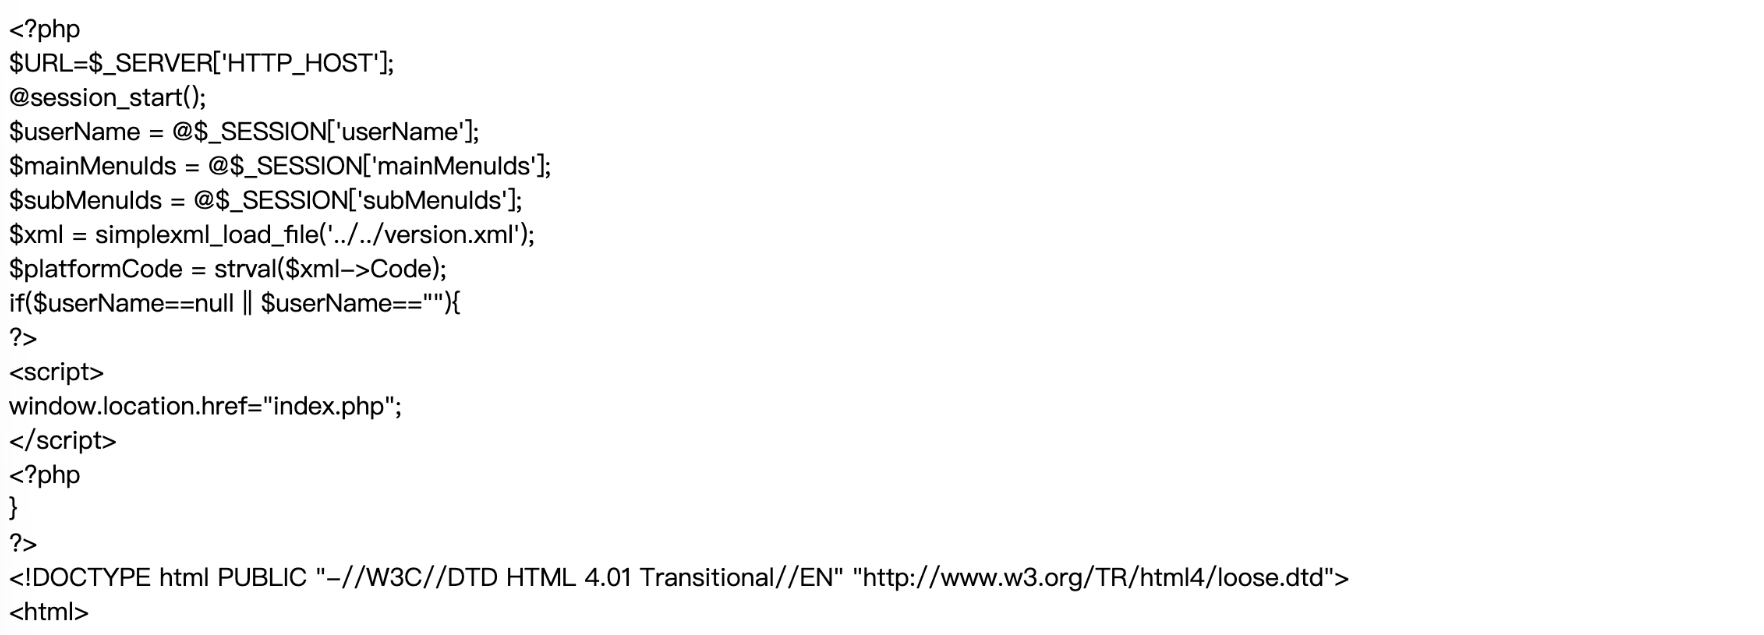 <?php
$URL=$_SERVER['HTTP_HOST'];
@session_start();
$userName = @$_SESSION['userName'];
$mainMenuIds = @$_SESSION['mainMenuIds'];
$subMenuIds = @$_SESSION['subMenuIds'];
$xml = simplexml_load_file('../../version.xml');
$platformCode = strval($xml->Code);
if($userName==null || $userName==""){
?>
<script>
window.location.href="index.php";
</script>
<?php
}
?>
<!DOCTYPE html PUBLIC "-//W3C//DTD HTML 4.01 Transitional//EN" "http://www.w3.org/TR/html4/loose.dtd">
<html>